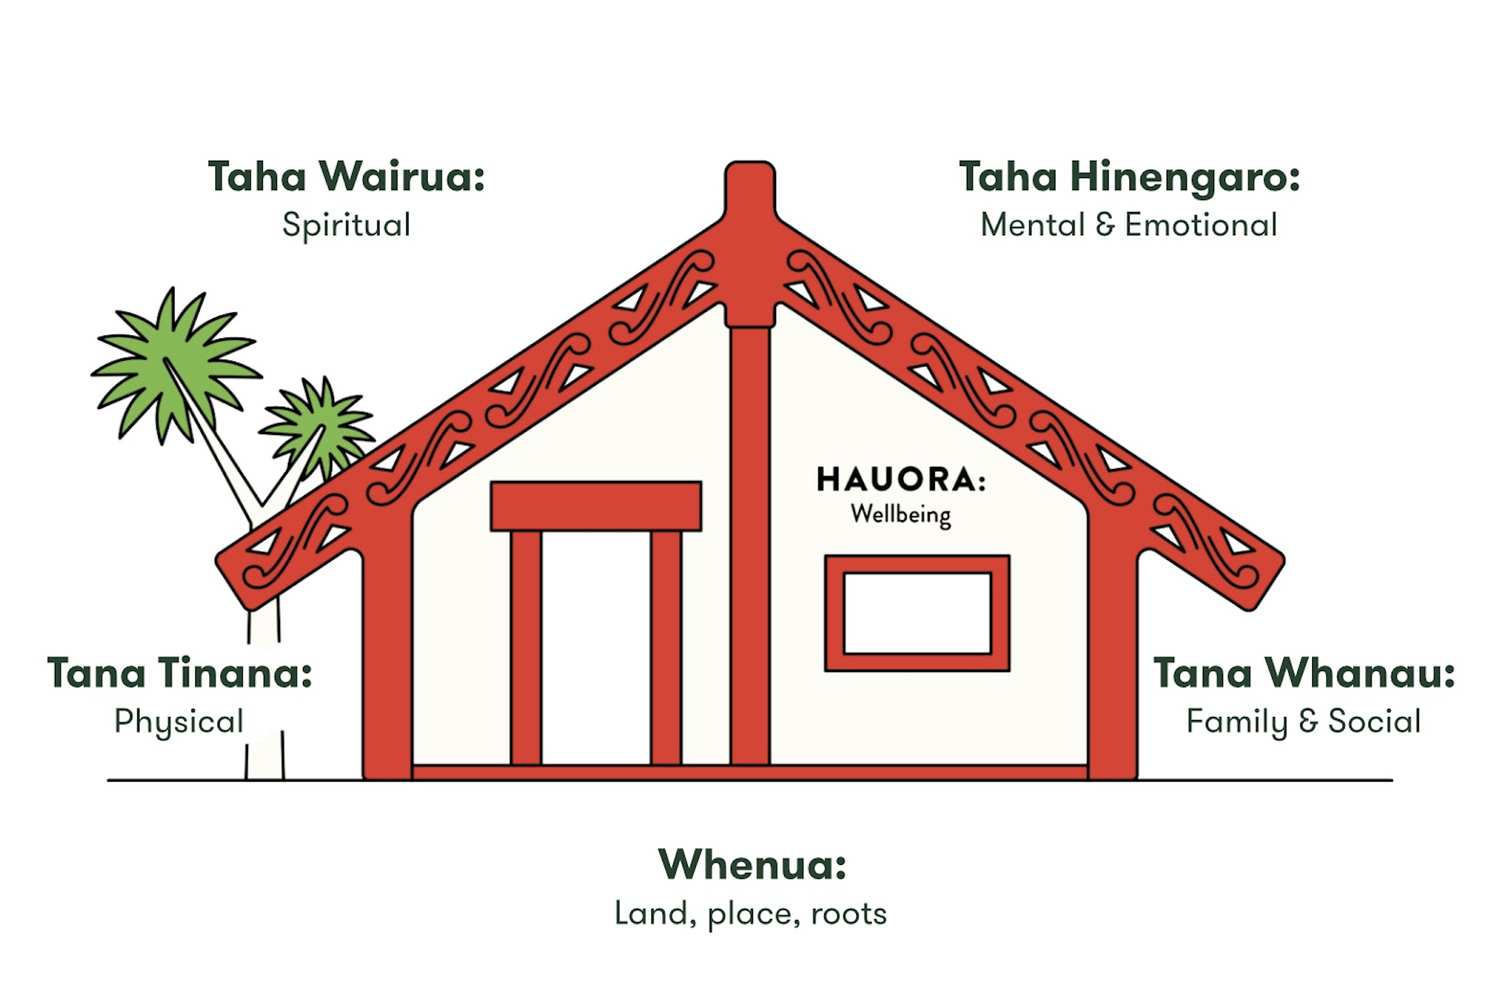 Taha Wairua:
Spiritual
Taha Hinengaro:
Mental & Emotional
HAUORA:
Wellbeing
Tana Tinana:
Physical
Tana Whanau:
Family & Social
Whenua:
Land, place, roots